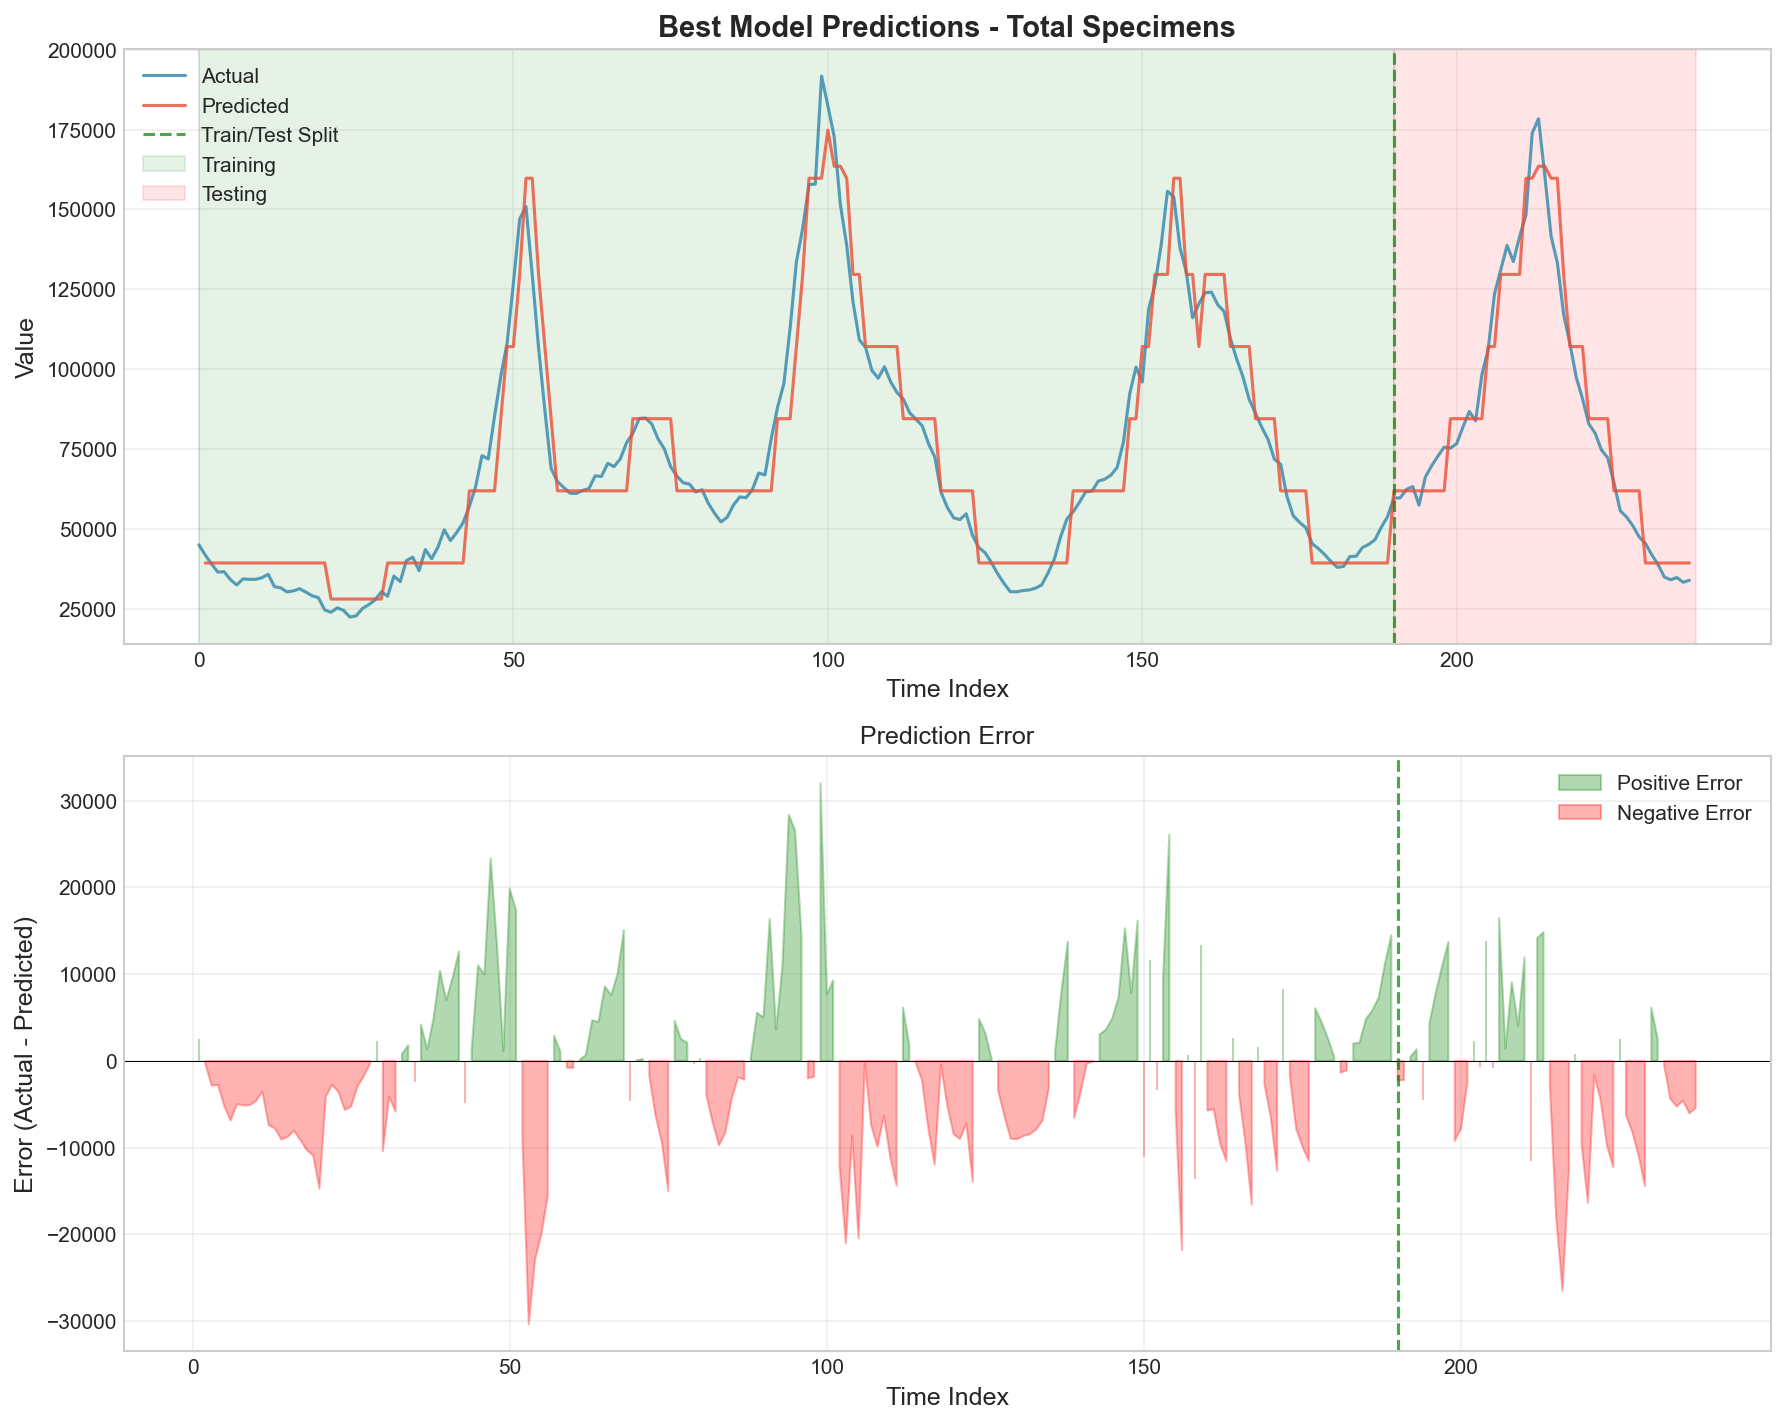 Best Model Predictions - Total Specimens
200000
175000
150000
125000
100000
75000
50000
25000
Value
Actual
Predicted
Train/Test Split
Training
Testing
0
50
100
150
200
Time Index
Prediction Error
30000
20000
10000
0
−10000
−20000
−30000
Error (Actual - Predicted)
Positive Error
Negative Error
0
50
100
150
200
Time Index